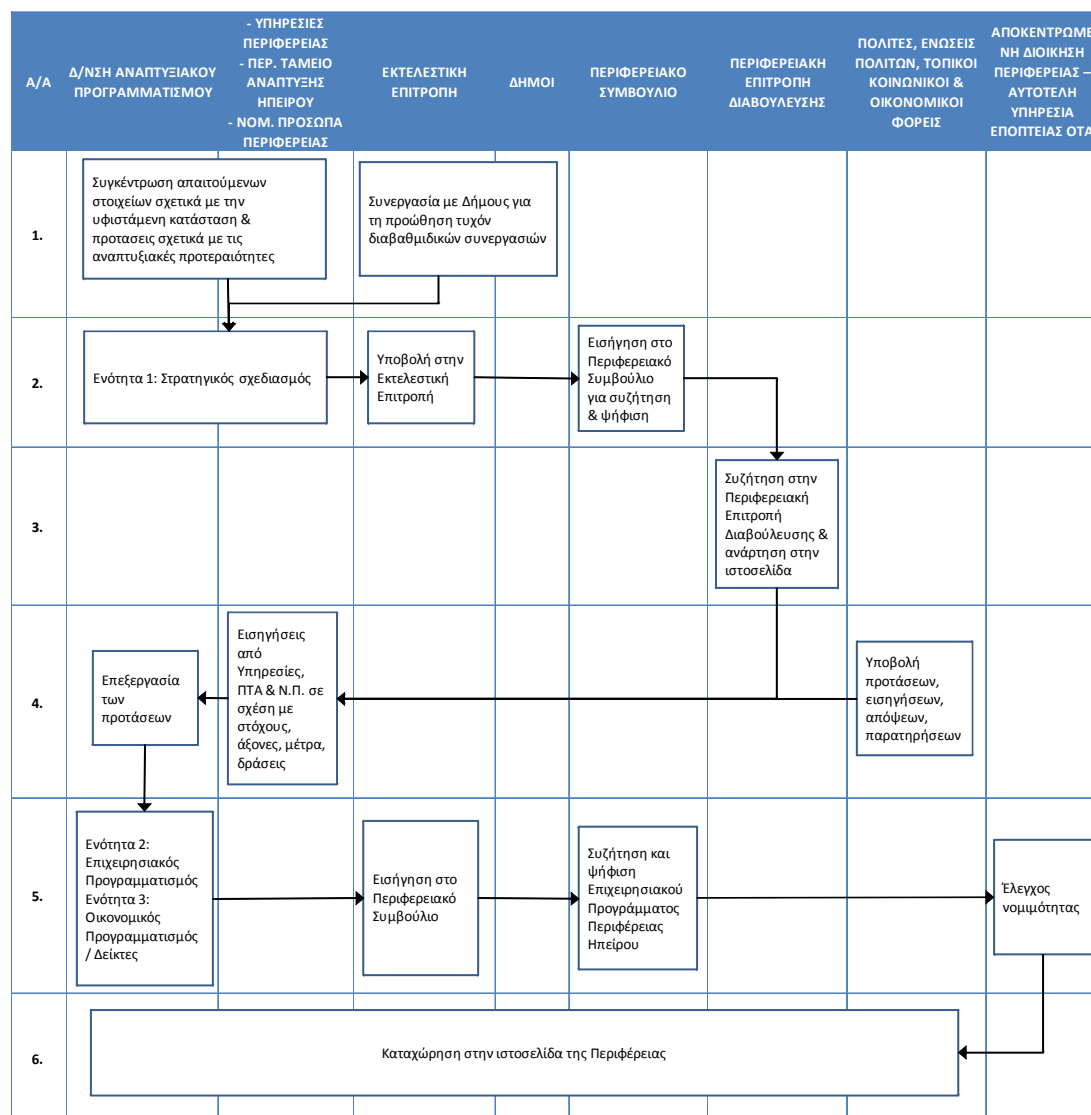 Α/Α
Δ/ΝΣΗ ΑΝΑΠΤΥΞΙΑΚΟΥ
ΠΡΟΓΡΑΜΜΑΤΙΣΜΟΥ
- ΥΠΗΡΕΣΙΕΣ
ΠΕΡΙΦΕΡΕΙΑΣ
- ΠΕΡ. ΤΑΜΕΙΟ
ΑΝΑΠΤΥΞΗΣ
ΗΠΕΙΡΟΥ
- ΝΟΜ. ΠΡΟΣΩΠΑ
ΠΕΡΙΦΕΡΕΙΑΣ
ΕΚΤΕΛΕΣΤΙΚΗ
ΕΠΙΤΡΟΠΗ
ΔΗΜΟΙ
ΠΕΡΙΦΕΡΕΙΑΚΟ
ΣΥΜΒΟΥΛΙΟ
ΠΕΡΙΦΕΡΕΙΑΚΗ
ΕΠΙΤΡΟΠΗ
ΔΙΑΒΟΥΛΕΥΣΗΣ
ΠΟΛΙΤΕΣ, ΕΝΩΣΕΙΣ
ΠΟΛΙΤΩΝ, ΤΟΠΙΚΟΙ
ΚΟΙΝΩΝΙΚΟΙ &
ΟΙΚΟΝΟΜΙΚΟΙ
ΦΟΡΕΙΣ
ΑΠΟΚΕΝΤΡΩΜΕ
ΝΗ ΔΙΟΙΚΗΣΗ
ΠΕΡΙΦΕΡΕΙΑΣ –
ΑΥΤΟΤΕΛΗ
ΥΠΗΡΕΣΙΑ
ΕΠΟΠΤΕΙΑΣ ΟΤΑ
1.
Συγκέντρωση απαιτούμενων
στοιχείων σχετικά με την
υφιστάμενη κατάσταση &
προτασεις σχετικά με τις
αναπτυξιακές προτεραιότητες
Συνεργασία με Δήμους για
τη προώθηση τυχόν
διαβαθμιδικών συνεργασιών
2.
Ενότητα 1: Στρατηγικός σχεδιασμός
Υποβολή στην
Εκτελεστική
Επιτροπή
Εισήγηση στο
Περιφερειακό
Συμβούλιο
για συζήτηση
& ψήφιση
3.
Συζήτηση στην
Περιφερειακή
Επιτροπή
Διαβούλευσης &
ανάρτηση στην
ιστοσελίδα
4.
Επεξεργασία
των
προτάσεων
Εισηγήσεις
από
Υπηρεσίες,
ΠΤΑ & Ν.Π. σε
σχέση με
στόχους,
άξονες, μέτρα,
δράσεις
Υποβολή
προτάσεων,
εισηγήσεων,
απόψεων,
παρατηρήσεων
5.
Ενότητα 2:
Επιχειρησιακός
Προγραμματισμός
Ενότητα 3:
Οικονομικός
Προγραμματισμός
/ Δείκτες
Εισήγηση στο
Περιφερειακό
Συμβούλιο
Συζήτηση και
ψήφιση
Επιχειρησιακού
Προγράμματος
Περιφέρειας
Ηπείρου
Έλεγχος
νομιμότητας
6.
Καταχώρηση στην ιστοσελίδα της Περιφέρειας